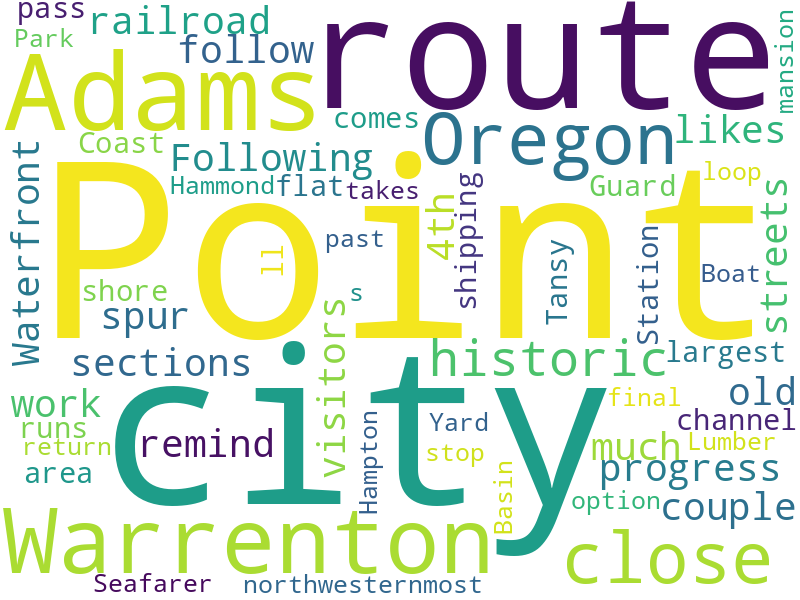 pass
railroad
route
mansion
Park
follow
Adams
comes
Oregon
likes
Coast
Following
Waterfront
Hammond
flat
takes
4th
shipping
Guard
loop
streets
Point
ll
past
Tansy
Station
Boat
shore
s
spur
visitors
sections
historic
largest
city
work
old
final
runs
remind
Hampton
Yard
channel
return
stop
much
Lumber
area
Basin
progress
option
couple
Warrenton
close
Seafarer
northwesternmost